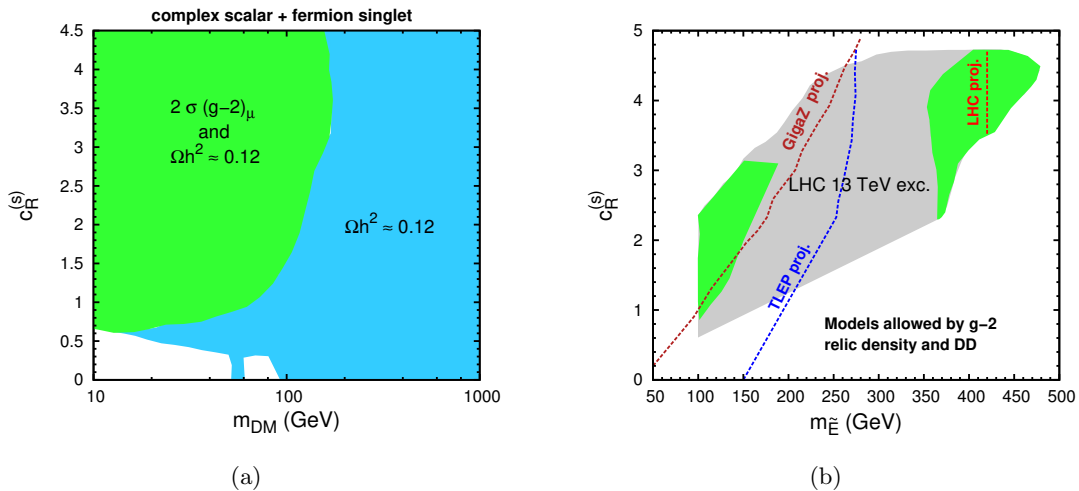 complex scalar + fermion singlet
4.5
4
3.5
3
2.5
2
1.5
1
0.5
0
c_R^(s)
2 σ (g−2)_μ
and
Ωh² ≈ 0.12
Ωh² ≈ 0.12
10
100
1000
m_DM (GeV)
(a)
5
4
3
2
1
0
c_R^(s)
GigaZ proj.
LHC proj.
LHC 13 TeV exc.
TLEP proj.
Models allowed by g−2
relic density and DD
50 100 150 200 250 300 350 400 450 500
m_Ẽ (GeV)
(b)